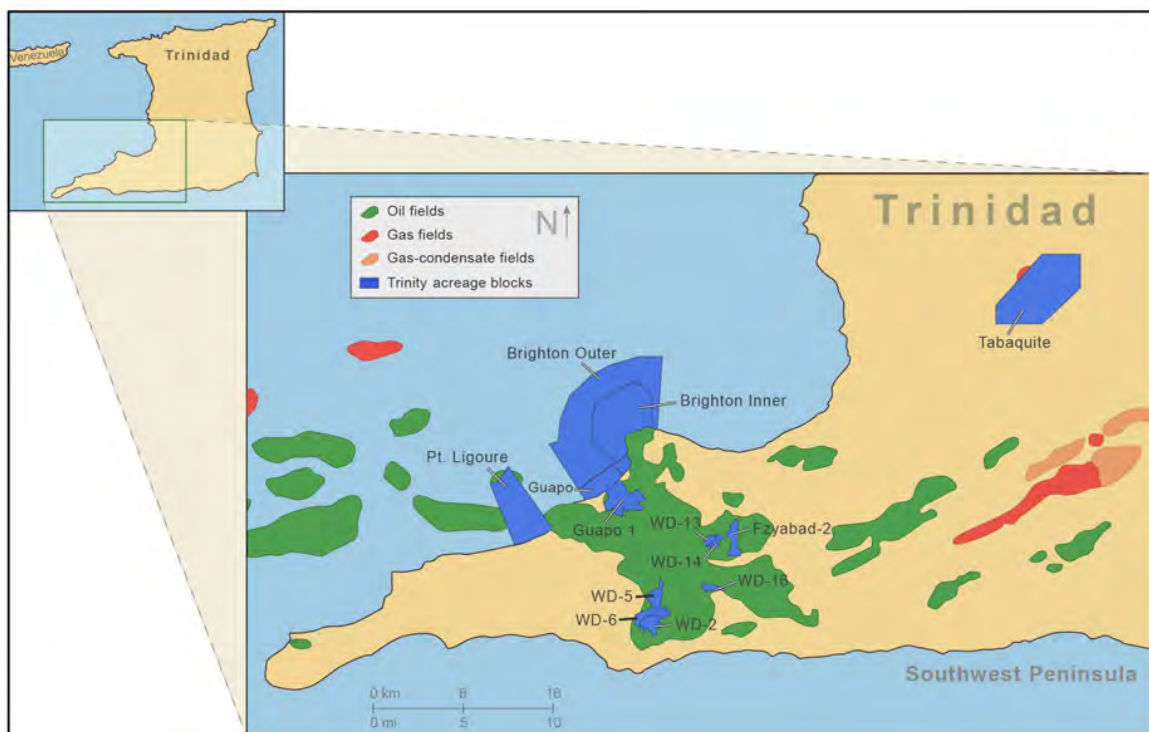 Venezuela
Trinidad
Trinidad
Oil fields
Gas fields
Gas-condensate fields
Trinity acreage blocks
N
Tabaquite
Brighton Outer
Brighton Inner
Pt. Ligoure
Guapo
Guapo 1
WD-13
Fzyabad-2
WD-14
WD-16
WD-5
WD-6
WD-2
Southwest Peninsula
0 km 8 16
0 mi 5 10